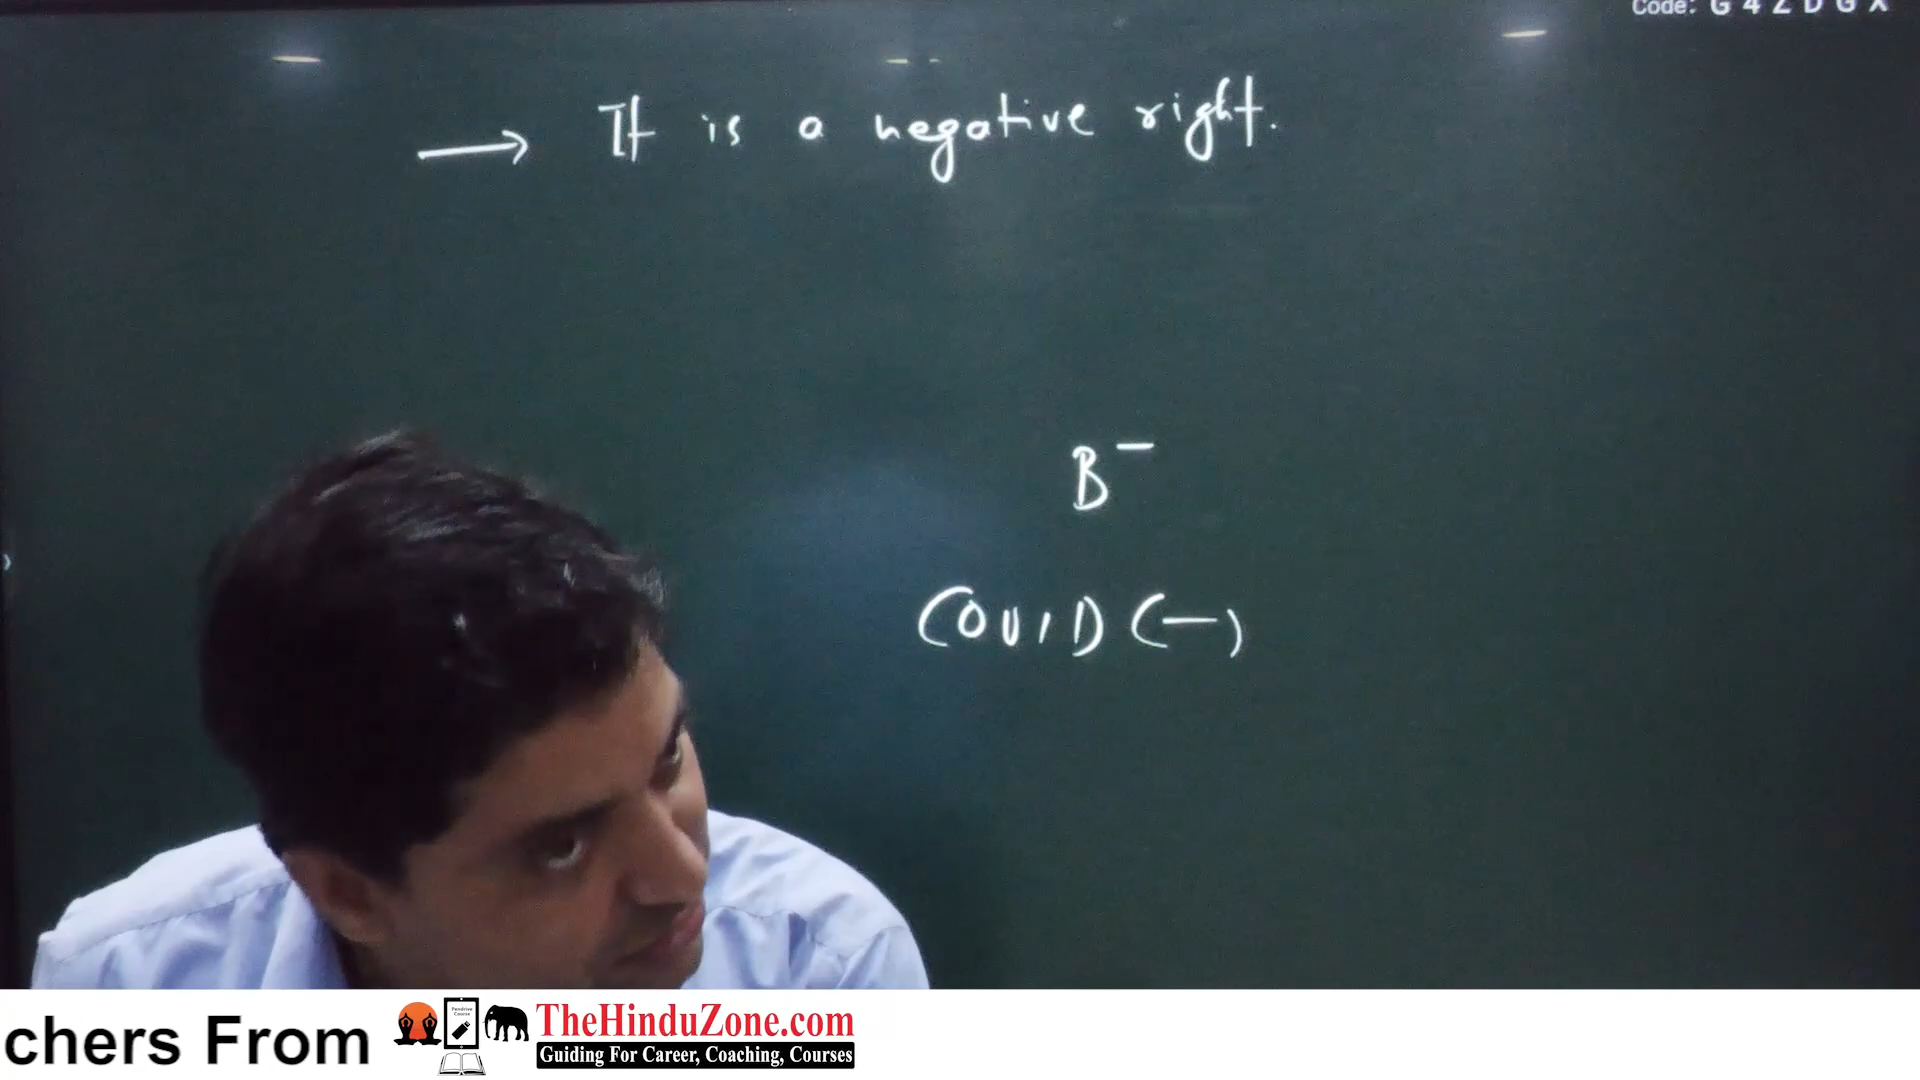 Code: G 4 Z D G X
→ It is a negative right.
B⁻
COVID (−)
chers From
TheHinduZone.com
Guiding For Career, Coaching, Courses